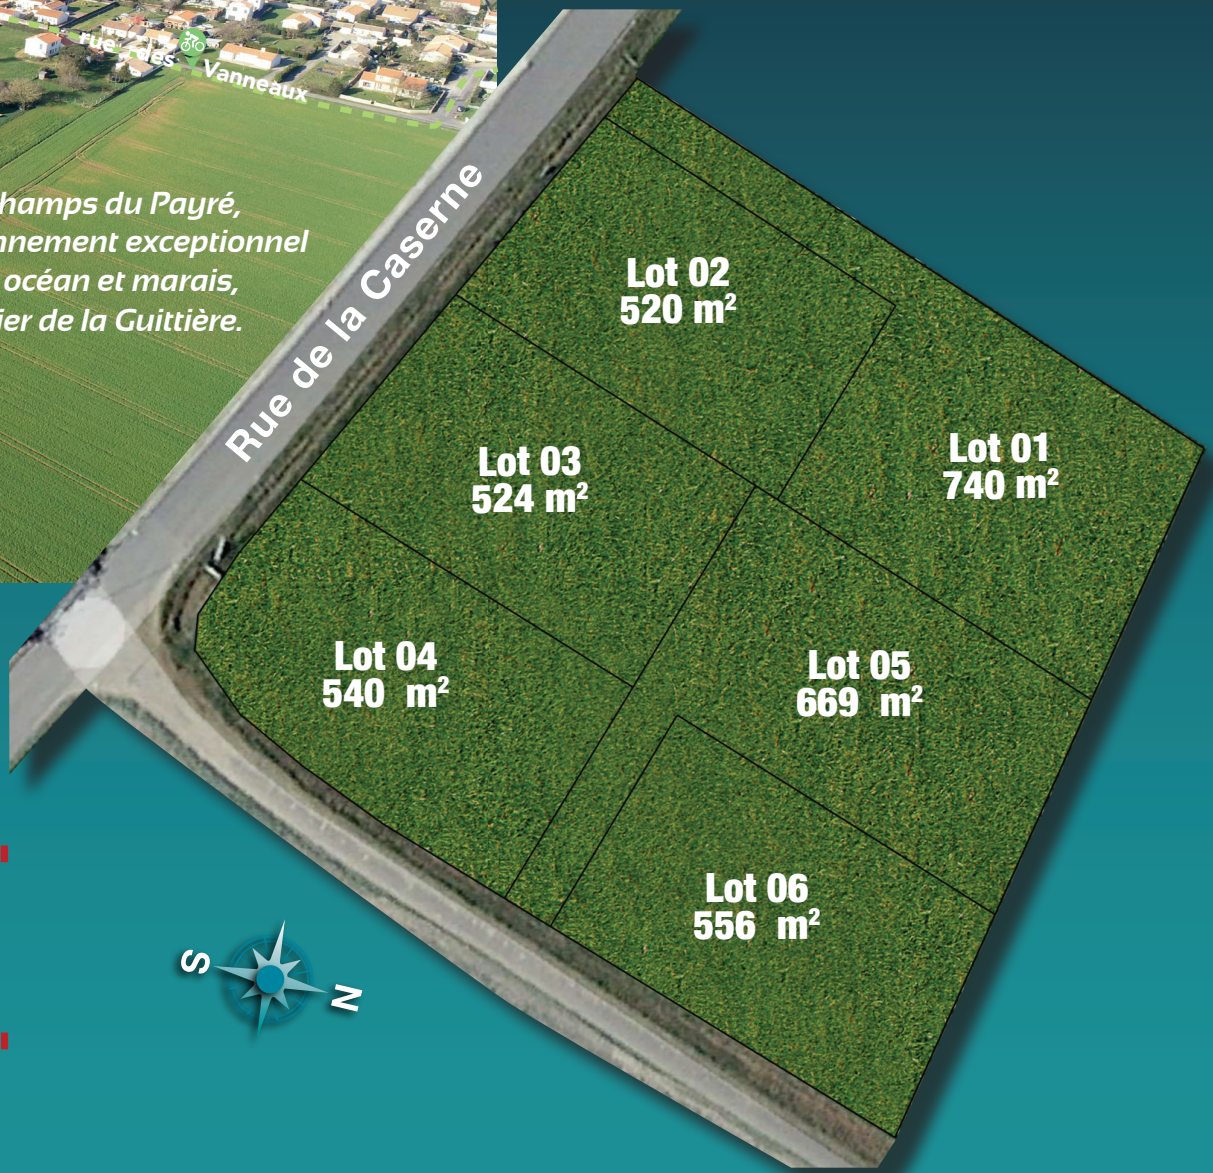 rue des
Vanneaux
hamps du Payré,
nnement exceptionnel
océan et marais,
ier de la Guittière.
Rue de la Caserne
Lot 02
520 m²
Lot 01
740 m²
Lot 03
524 m²
Lot 04
540 m²
Lot 05
669 m²
Lot 06
556 m²
S
N